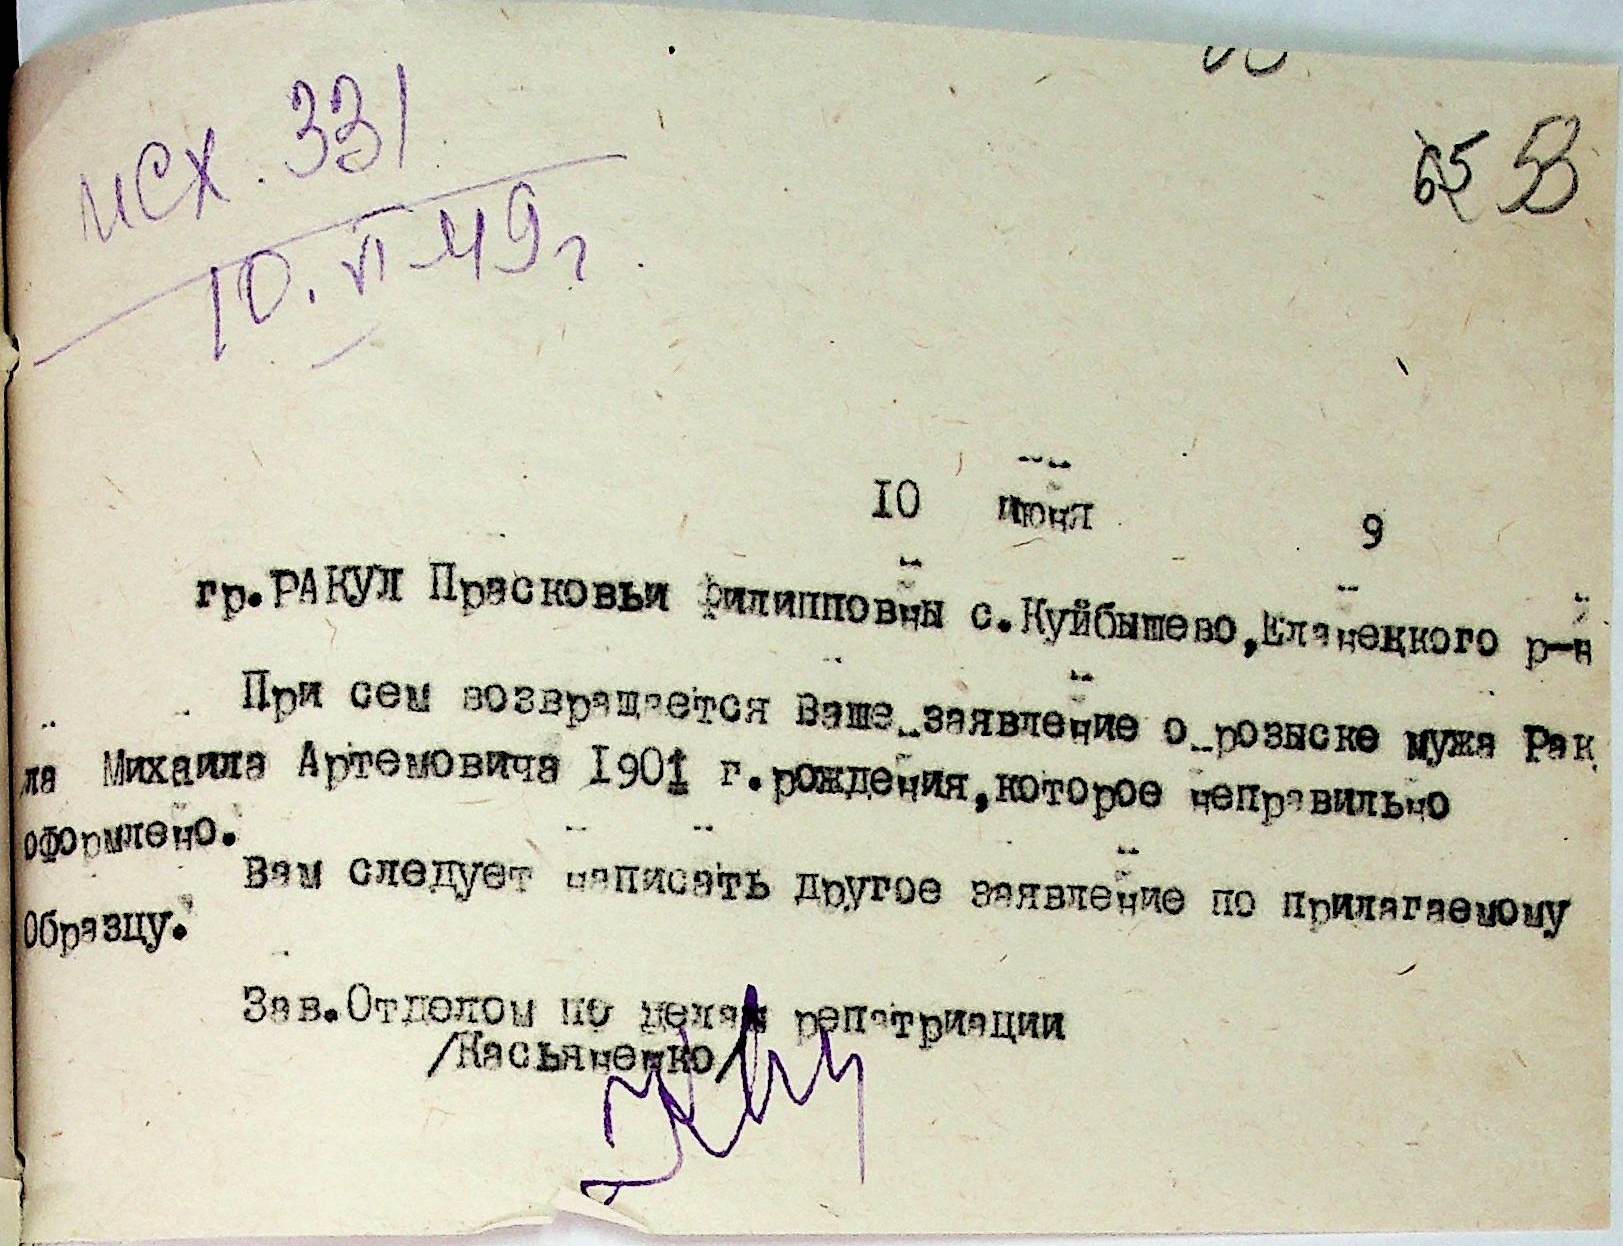 исх. 331
10.VI 49 г
65 53
10 июня 9
гр.РАКУЛ Прасковьи Филипповны с.Куйбышево,Еланецкого р-н
При сем возвращается Ваше заявление о розыске мужа Рак
ла Михаила Артемовича 1901 г.рождения,которое неправильно
оформлено.
Вам следует написать другое заявление по прилагаемому
Образцу.
Зав.Отделом по делам репатриации
/Касьяненко/